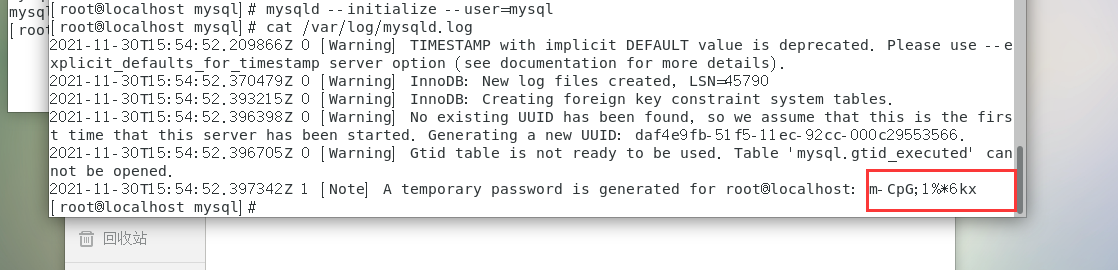 mysq
[ro
[root@localhost mysql]# mysqld --initialize --user=mysql
[root@localhost mysql]# cat /var/log/mysqld.log
2021-11-30T15:54:52.209866Z 0 [Warning] TIMESTAMP with implicit DEFAULT value is deprecated. Please use --e
xplicit_defaults_for_timestamp server option (see documentation for more details).
2021-11-30T15:54:52.370479Z 0 [Warning] InnoDB: New log files created, LSN=45790
2021-11-30T15:54:52.393215Z 0 [Warning] InnoDB: Creating foreign key constraint system tables.
2021-11-30T15:54:52.396398Z 0 [Warning] No existing UUID has been found, so we assume that this is the firs
t time that this server has been started. Generating a new UUID: daf4e9fb-51f5-11ec-92cc-000c29553566.
2021-11-30T15:54:52.396705Z 0 [Warning] Gtid table is not ready to be used. Table 'mysql.gtid_executed' can
not be opened.
2021-11-30T15:54:52.397342Z 1 [Note] A temporary password is generated for root@localhost: m-CpG;1%*6kx
[root@localhost mysql]#
回收站